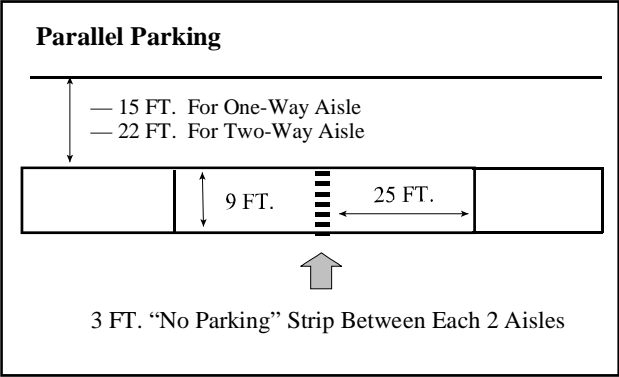 Parallel Parking
— 15 FT. For One-Way Aisle
— 22 FT. For Two-Way Aisle
9 FT.
25 FT.
3 FT. “No Parking” Strip Between Each 2 Aisles